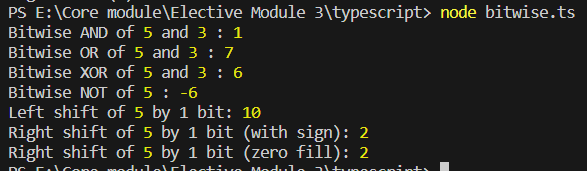 PS E:\Core module\Elective Module 3\typescript> node bitwise.ts
Bitwise AND of 5 and 3 : 1
Bitwise OR of 5 and 3 : 7
Bitwise XOR of 5 and 3 : 6
Bitwise NOT of 5 : -6
Left shift of 5 by 1 bit: 10
Right shift of 5 by 1 bit (with sign): 2
Right shift of 5 by 1 bit (zero fill): 2
PS E:\Core module\Elective Module 3\typescript>